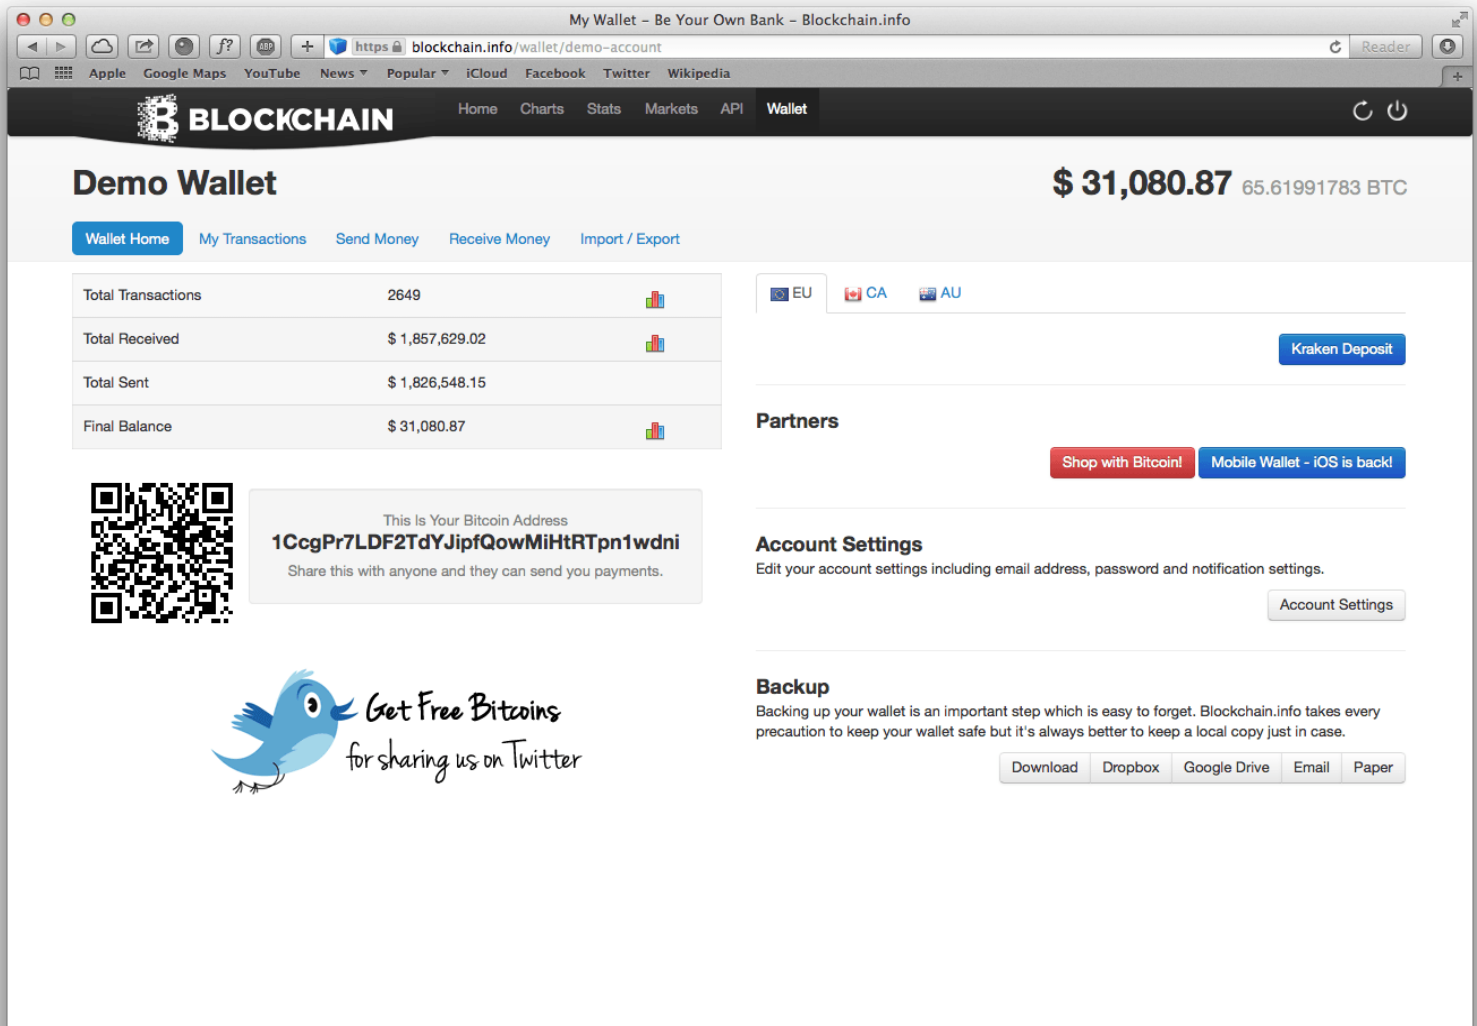 My Wallet – Be Your Own Bank – Blockchain.info
f? ABP + https blockchain.info/wallet/demo-account Reader
Apple Google Maps YouTube News Popular iCloud Facebook Twitter Wikipedia +
BLOCKCHAIN Home Charts Stats Markets API Wallet
Demo Wallet $ 31,080.87 65.61991783 BTC
Wallet Home My Transactions Send Money Receive Money Import / Export
Total Transactions 2649
Total Received $ 1,857,629.02
Total Sent $ 1,826,548.15
Final Balance $ 31,080.87
This Is Your Bitcoin Address
1CcgPr7LDF2TdYJipfQowMiHtRTpn1wdni
Share this with anyone and they can send you payments.
Get Free Bitcoins
for sharing us on Twitter
EU CA AU
Kraken Deposit
Partners
Shop with Bitcoin! Mobile Wallet - iOS is back!
Account Settings
Edit your account settings including email address, password and notification settings.
Account Settings
Backup
Backing up your wallet is an important step which is easy to forget. Blockchain.info takes every
precaution to keep your wallet safe but it's always better to keep a local copy just in case.
Download Dropbox Google Drive Email Paper